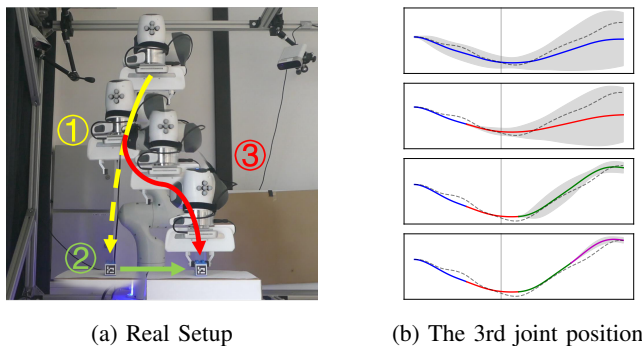 ①
②
③
(a) Real Setup
(b) The 3rd joint position